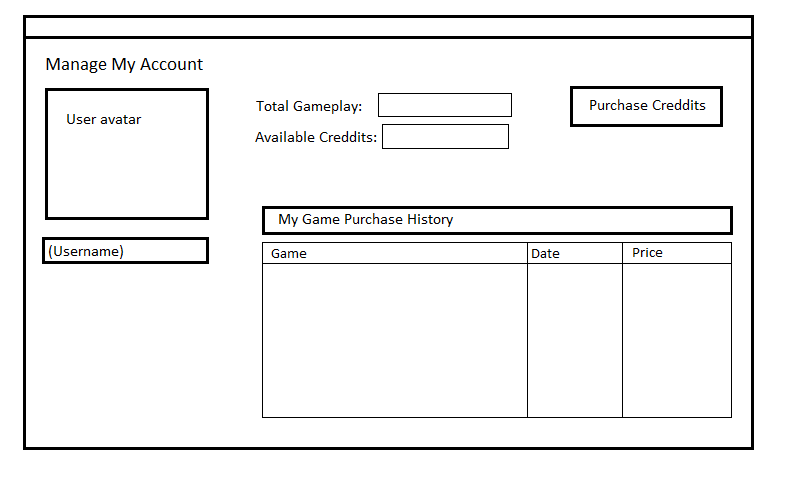 Manage My Account
User avatar
Total Gameplay:
Purchase Creddits
Available Creddits:
My Game Purchase History
(Username)
Game Date Price